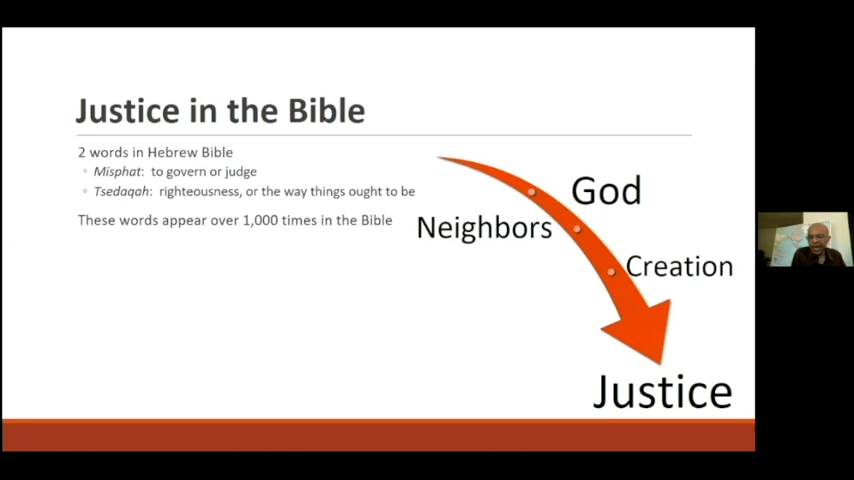 Justice in the Bible
2 words in Hebrew Bible
Misphat: to govern or judge
Tsedaqah: righteousness, or the way things ought to be
These words appear over 1,000 times in the Bible
God
Neighbors
Creation
Justice